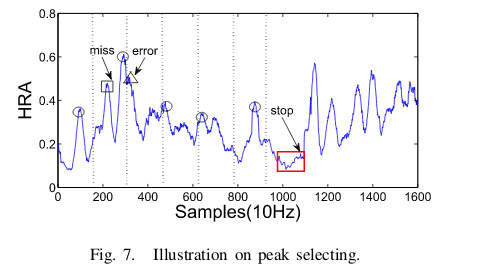 0.8
0.6
0.4
0.2
0
HRA
miss
error
stop
0 200 400 600 800 1000 1200 1400 1600
Samples(10Hz)
Fig. 7. Illustration on peak selecting.